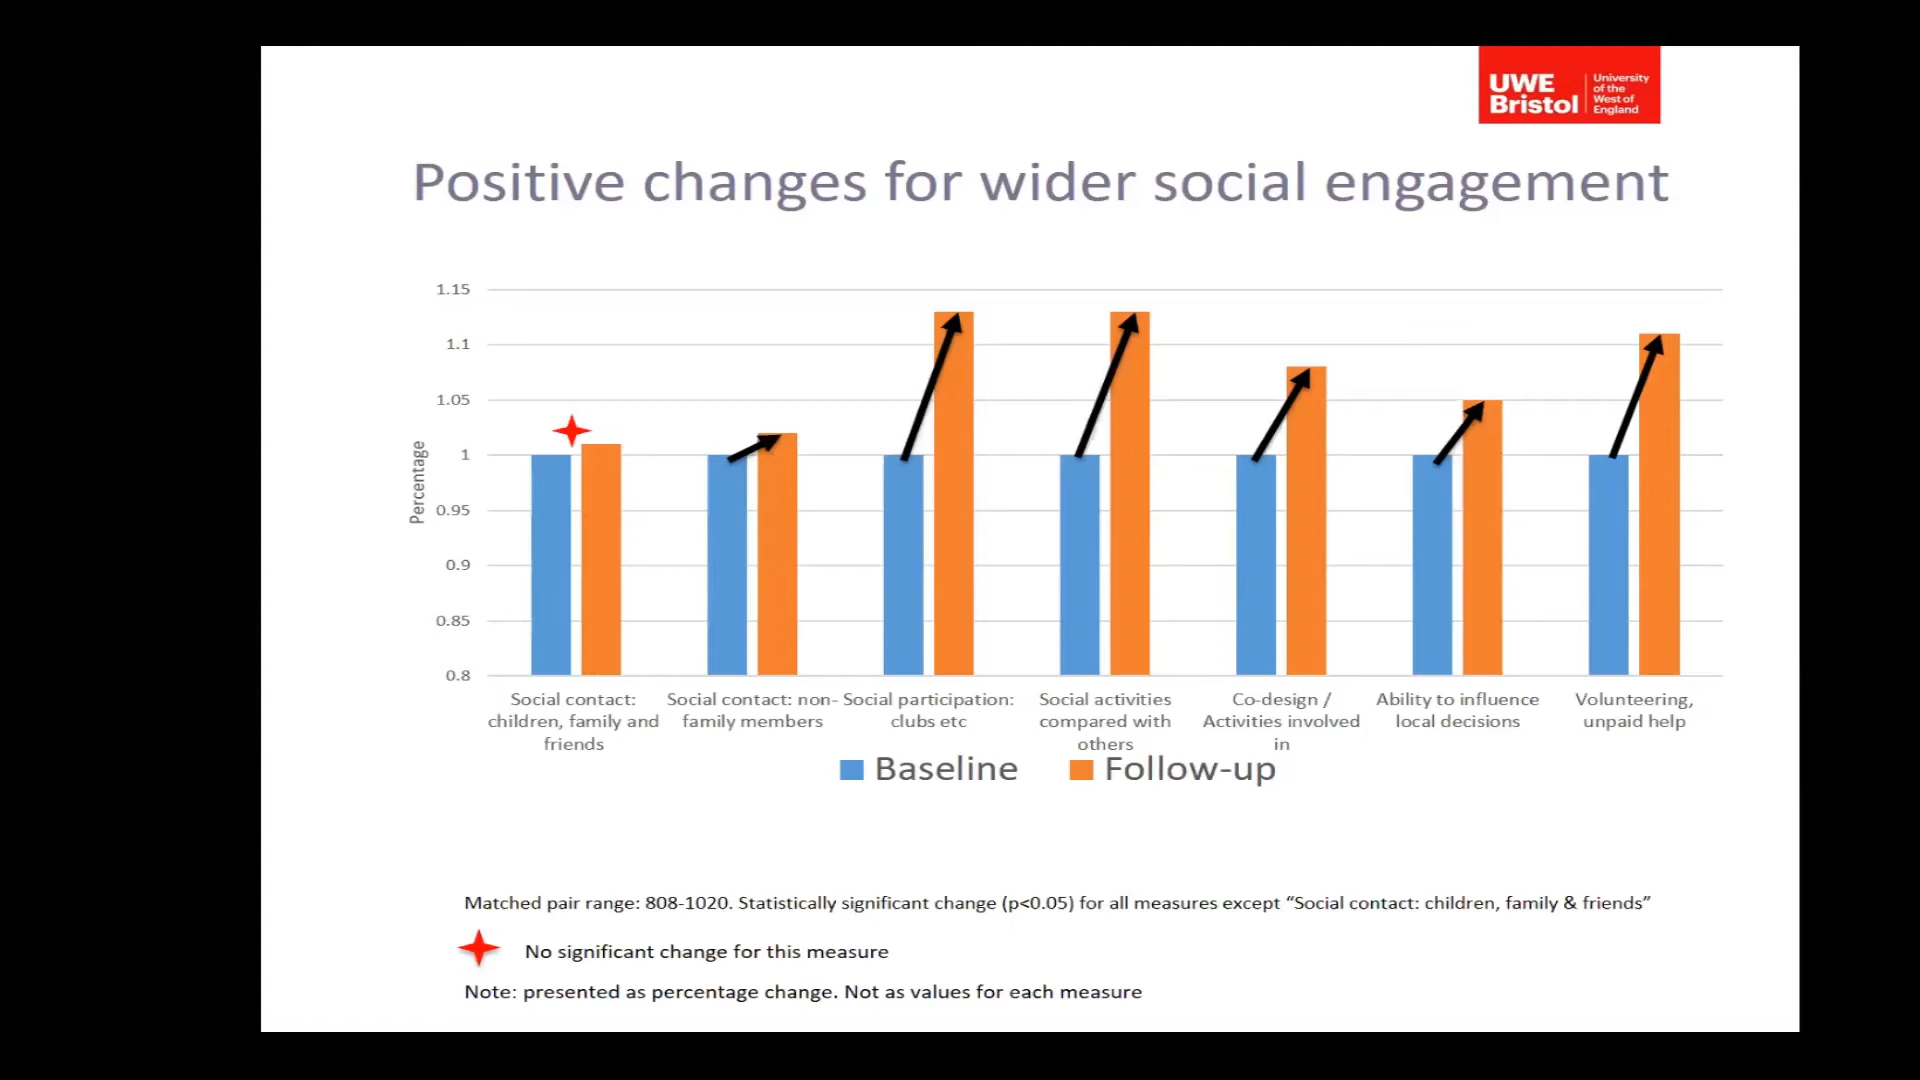 UWE
Bristol
University
of the
West of
England
Positive changes for wider social engagement
1.15
1.1
1.05
1
0.95
0.9
0.85
0.8
Percentage
Social contact:
children, family and
friends
Social contact: non-
family members
Social participation:
clubs etc
Social activities
compared with
others
Co-design /
Activities involved
in
Ability to influence
local decisions
Volunteering,
unpaid help
Baseline
Follow-up
Matched pair range: 808-1020. Statistically significant change (p<0.05) for all measures except “Social contact: children, family & friends”
No significant change for this measure
Note: presented as percentage change. Not as values for each measure